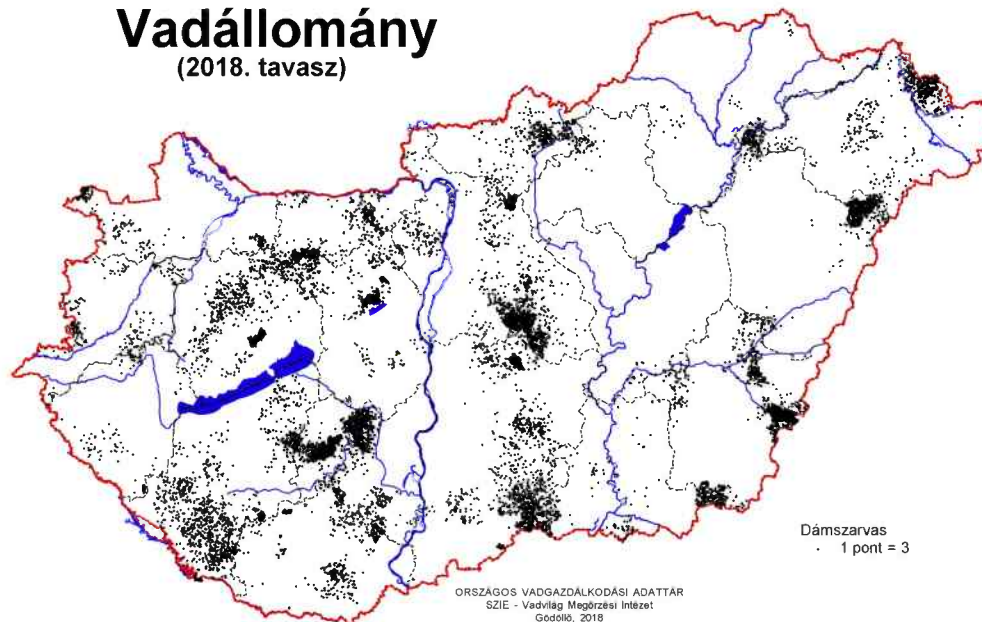 Vadállomány
(2018. tavasz)
Dámszarvas
1 pont = 3
ORSZÁGOS VADGAZDÁLKODÁSI ADATTÁR
SZIE - Vadvilág Megőrzési Intézet
Gödöllő, 2018